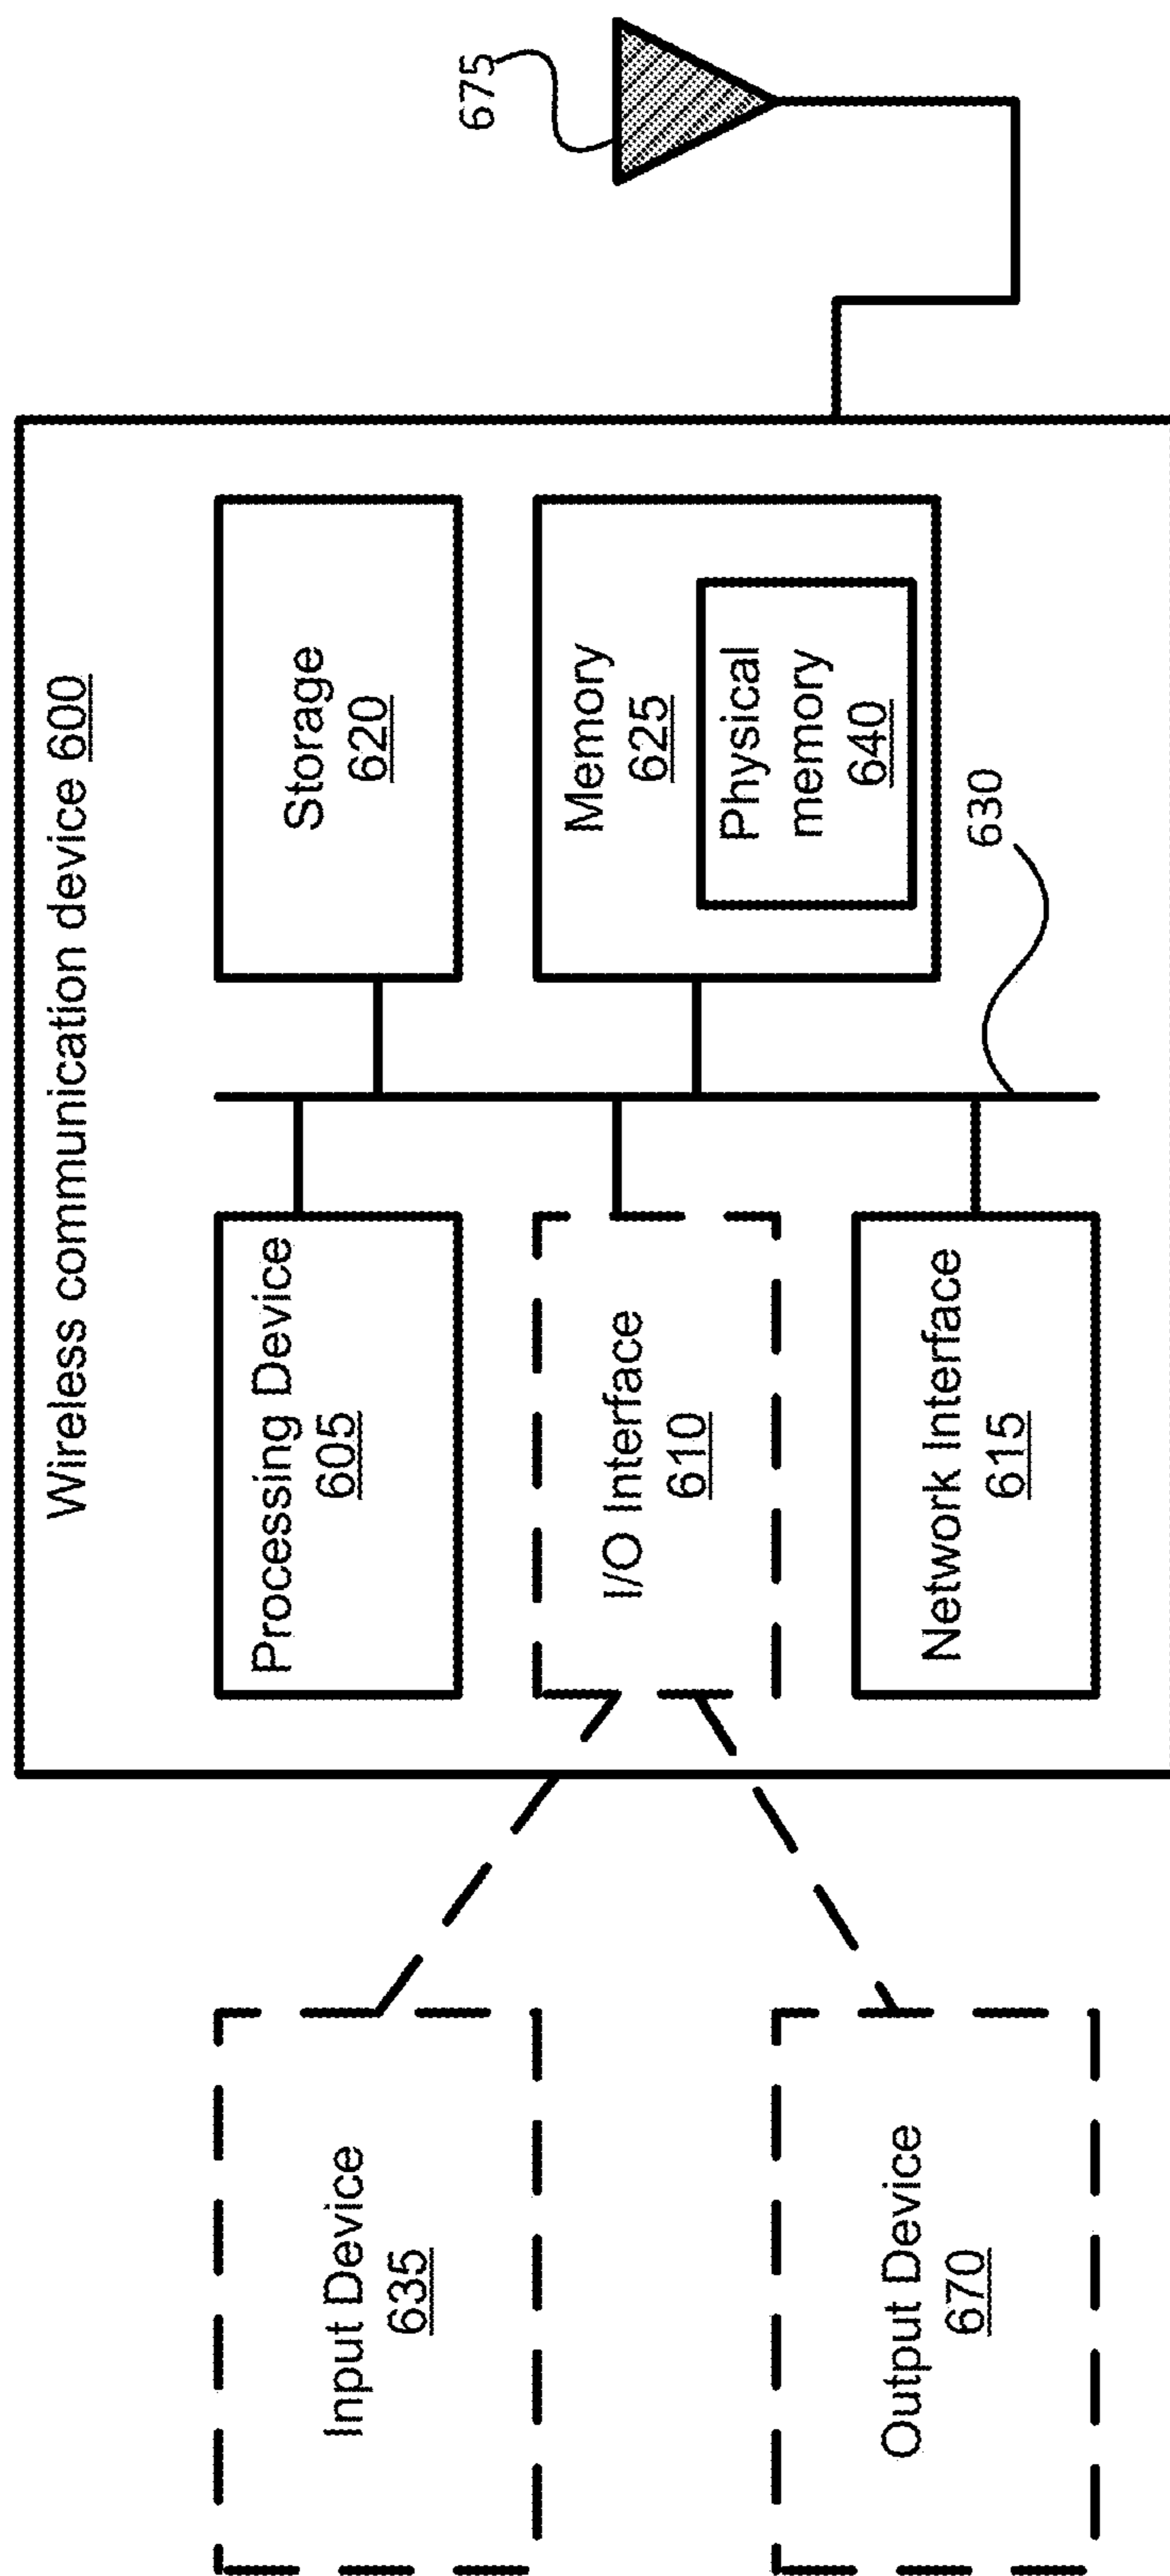 Wireless communication device 600
Input Device
635
Output Device
670
Processing Device
605
I/O Interface
610
Network Interface
615
Storage
620
Memory
625
Physical
memory
640
630
675